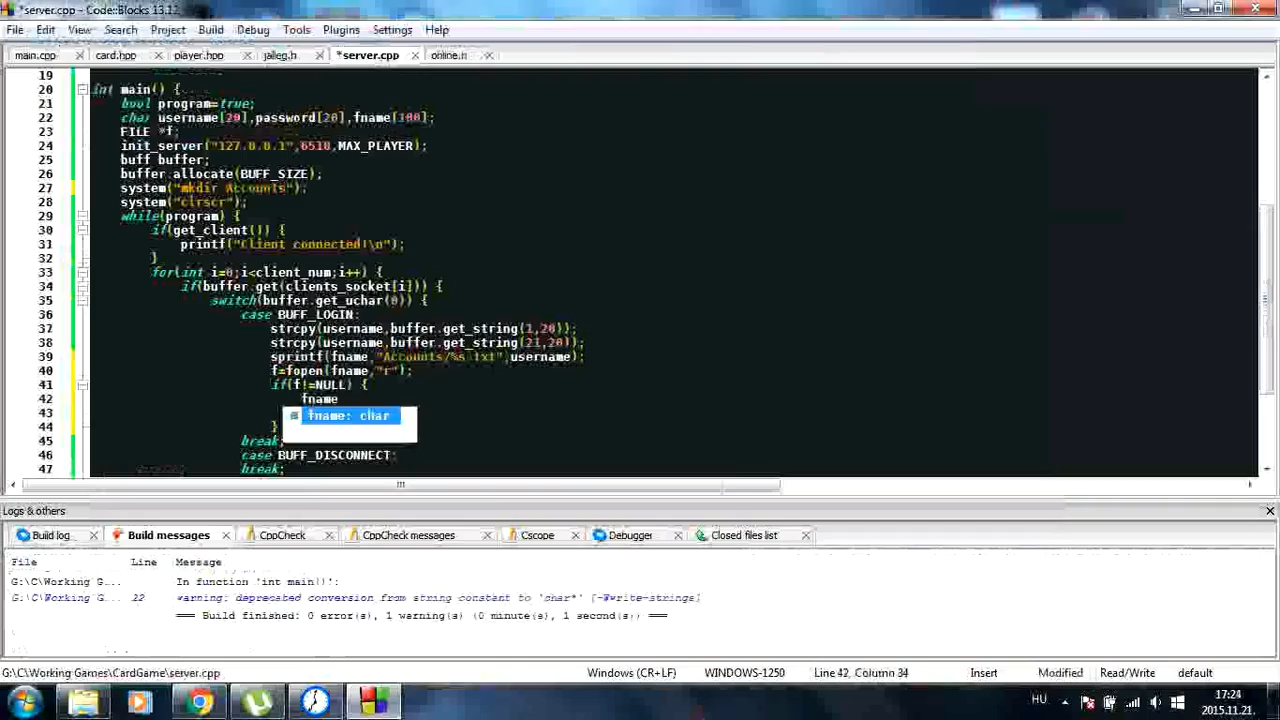 *server.cpp - Code::Blocks 13.12
File Edit View Search Project Build Debug Tools Plugins Settings Help
main.cpp card.hpp player.hpp jalleg.h *server.cpp online.h
19
20 int main() {
21 bool program=true;
22 char username[20],password[20],fname[100];
23 FILE *f;
24 init_server("127.0.0.1",6510,MAX_PLAYER);
25 buff buffer;
26 buffer.allocate(BUFF_SIZE);
27 system("mkdir Accounts");
28 system("clrscr");
29 while(program) {
30 if(get_client()) {
31 printf("Client connected!\n");
32 }
33 for(int i=0;i<client_num;i++) {
34 if(buffer.get(clients_socket[i])) {
35 switch(buffer.get_uchar(0)) {
36 case BUFF_LOGIN:
37 strcpy(username,buffer.get_string(1,20));
38 strcpy(username,buffer.get_string(21,20));
39 sprintf(fname,"Accounts/%s.txt",username);
40 f=fopen(fname,"r");
41 if(f!=NULL) {
42 fname
43 fname: char
44 }
45 break;
46 case BUFF_DISCONNECT:
47 break;
Logs & others
Build log Build messages CppCheck CppCheck messages Cscope Debugger Closed files list
File Line Message
G:\C\Working G... In function 'int main()':
G:\C\Working G... 22 warning: deprecated conversion from string constant to 'char*' [-Wwrite-strings]
=== Build finished: 0 error(s), 1 warning(s) (0 minute(s), 1 second(s)) ===
G:\C\Working Games\CardGame\server.cpp Windows (CR+LF) WINDOWS-1250 Line 42, Column 34 Insert Modified Read/Write default
HU 17:24
2015.11.21.